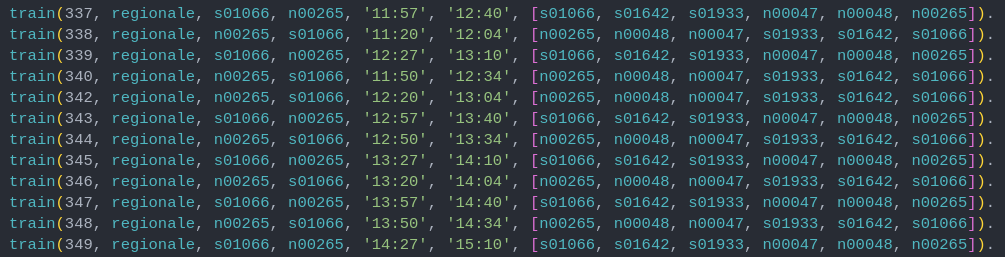 train(337, regionale, s01066, n00265, '11:57', '12:40', [s01066, s01642, s01933, n00047, n00048, n00265]).
train(338, regionale, n00265, s01066, '11:20', '12:04', [n00265, n00048, n00047, s01933, s01642, s01066]).
train(339, regionale, s01066, n00265, '12:27', '13:10', [s01066, s01642, s01933, n00047, n00048, n00265]).
train(340, regionale, n00265, s01066, '11:50', '12:34', [n00265, n00048, n00047, s01933, s01642, s01066]).
train(342, regionale, n00265, s01066, '12:20', '13:04', [n00265, n00048, n00047, s01933, s01642, s01066]).
train(343, regionale, s01066, n00265, '12:57', '13:40', [s01066, s01642, s01933, n00047, n00048, n00265]).
train(344, regionale, n00265, s01066, '12:50', '13:34', [n00265, n00048, n00047, s01933, s01642, s01066]).
train(345, regionale, s01066, n00265, '13:27', '14:10', [s01066, s01642, s01933, n00047, n00048, n00265]).
train(346, regionale, n00265, s01066, '13:20', '14:04', [n00265, n00048, n00047, s01933, s01642, s01066]).
train(347, regionale, s01066, n00265, '13:57', '14:40', [s01066, s01642, s01933, n00047, n00048, n00265]).
train(348, regionale, n00265, s01066, '13:50', '14:34', [n00265, n00048, n00047, s01933, s01642, s01066]).
train(349, regionale, s01066, n00265, '14:27', '15:10', [s01066, s01642, s01933, n00047, n00048, n00265]).